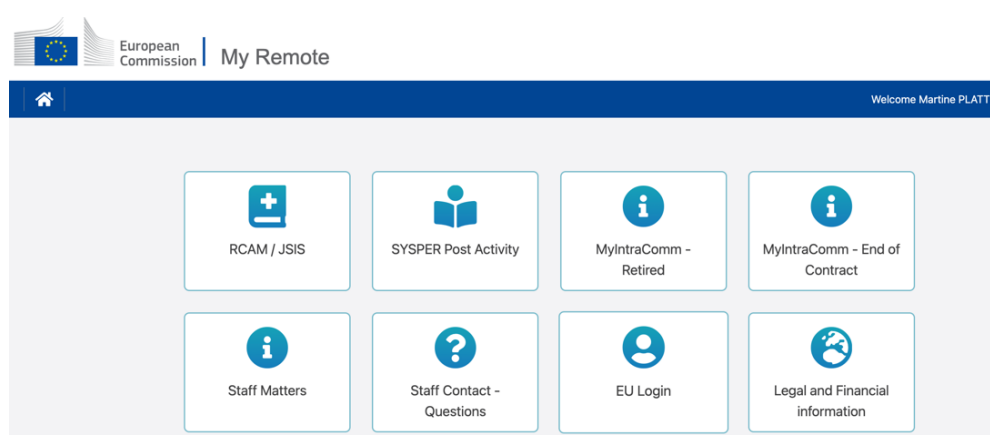 European
Commission
My Remote
Welcome Martine PLATT
RCAM / JSIS
SYSPER Post Activity
MyIntraComm -
Retired
MyIntraComm - End of
Contract
Staff Matters
Staff Contact -
Questions
EU Login
Legal and Financial
information